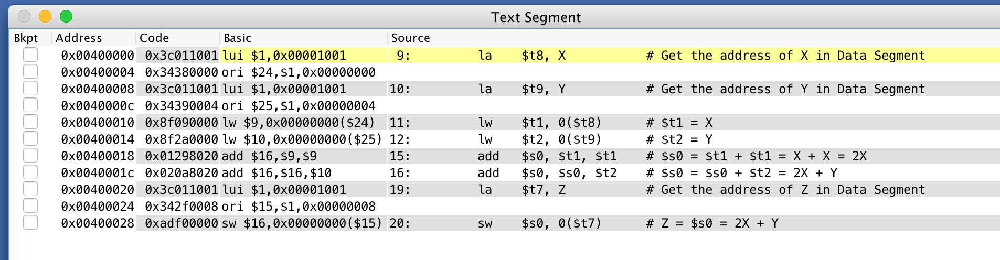 Text Segment
Bkpt Address Code Basic Source
0x00400000 0x3c011001 lui $1,0x00001001 9: la $t8, X # Get the address of X in Data Segment
0x00400004 0x34380000 ori $24,$1,0x00000000
0x00400008 0x3c011001 lui $1,0x00001001 10: la $t9, Y # Get the address of Y in Data Segment
0x0040000c 0x34390004 ori $25,$1,0x00000004
0x00400010 0x8f090000 lw $9,0x00000000($24) 11: lw $t1, 0($t8) # $t1 = X
0x00400014 0x8f2a0000 lw $10,0x00000000($25) 12: lw $t2, 0($t9) # $t2 = Y
0x00400018 0x01298020 add $16,$9,$9 15: add $s0, $t1, $t1 # $s0 = $t1 + $t1 = X + X = 2X
0x0040001c 0x020a8020 add $16,$16,$10 16: add $s0, $s0, $t2 # $s0 = $s0 + $t2 = 2X + Y
0x00400020 0x3c011001 lui $1,0x00001001 19: la $t7, Z # Get the address of Z in Data Segment
0x00400024 0x342f0008 ori $15,$1,0x00000008
0x00400028 0xadf00000 sw $16,0x00000000($15) 20: sw $s0, 0($t7) # Z = $s0 = 2X + Y